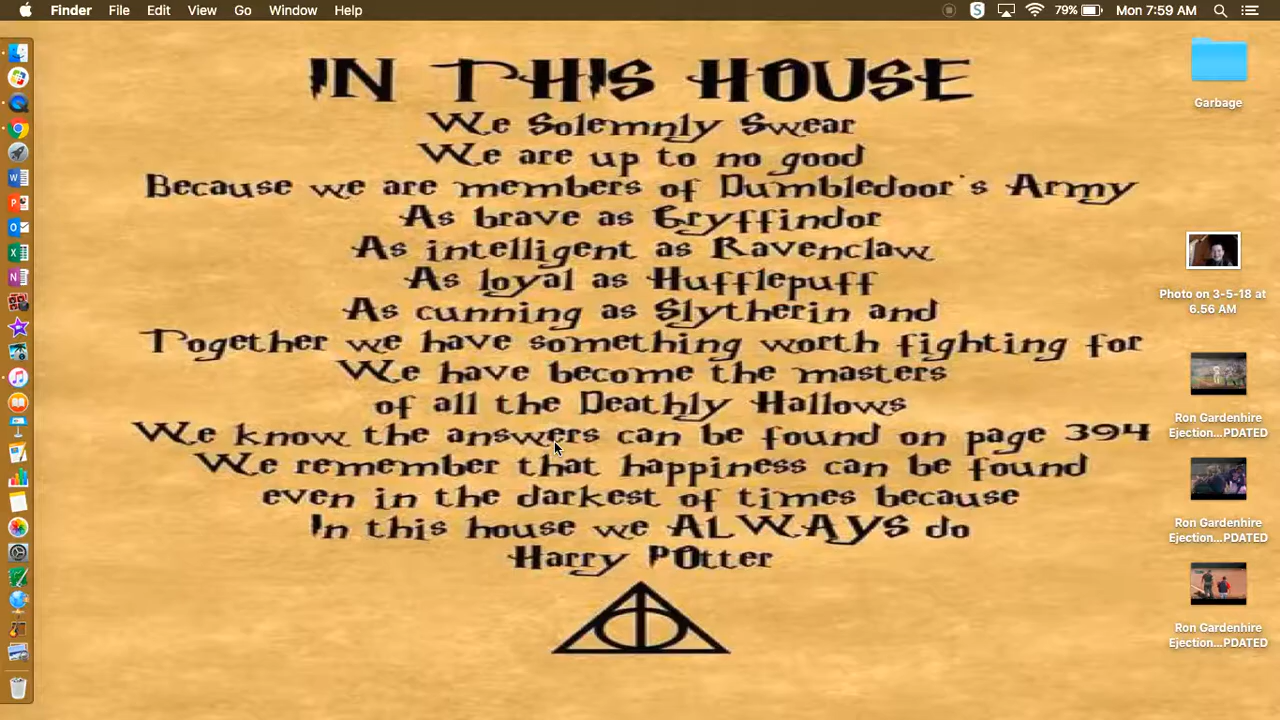 Finder File Edit View Go Window Help
S 79% Mon 7:59 AM
IN THIS HOUSE
We Solemnly Swear
We are up to no good
Because we are members of Dumbledoor's Army
As brave as Gryffindor
As intelligent as Ravenclaw
As loyal as Hufflepuff
As cunning as Slytherin and
Together we have something worth fighting for
We have become the masters
of all the Deathly Hallows
We know the answers can be found on page 394
We remember that happiness can be found
even in the darkest of times because
In this house we ALWAYS do
Harry POtter
Garbage
Photo on 3-5-18 at
6.56 AM
Ron Gardenhire
Ejection...PDATED
Ron Gardenhire
Ejection...PDATED
Ron Gardenhire
Ejection...PDATED